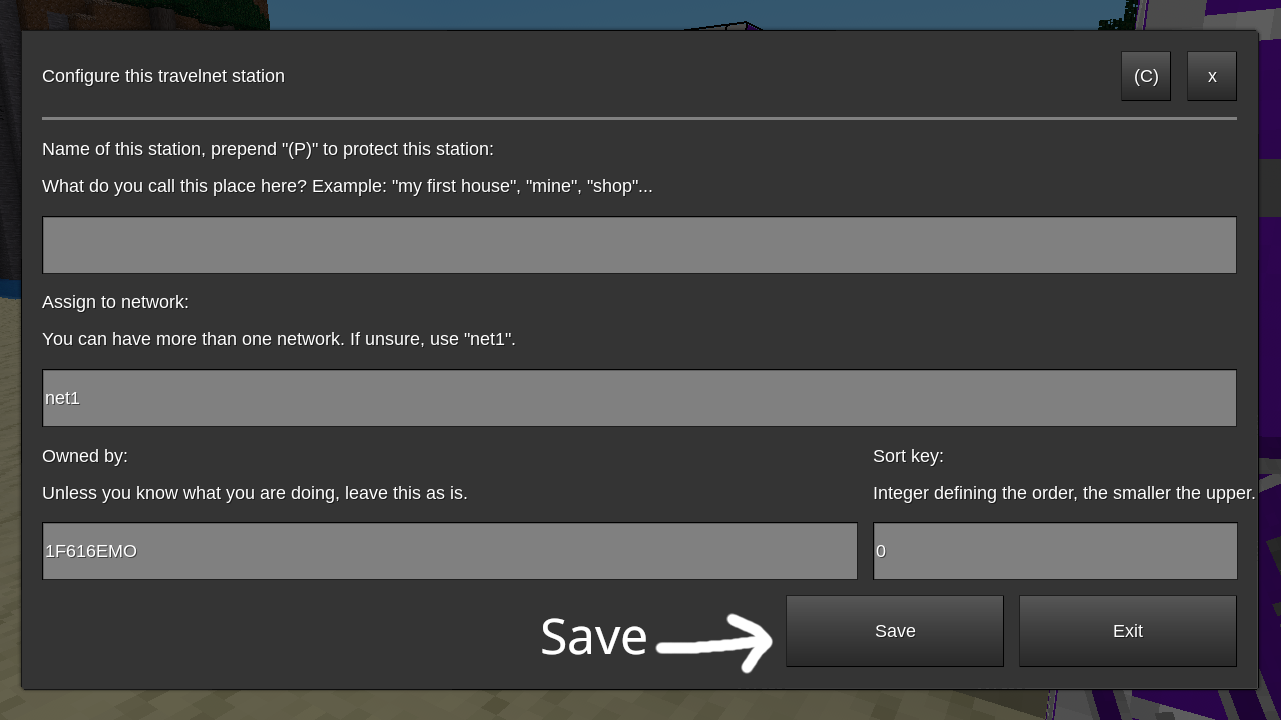 Configure this travelnet station
(C)
x
Name of this station, prepend "(P)" to protect this station:
What do you call this place here? Example: "my first house", "mine", "shop"...
Assign to network:
You can have more than one network. If unsure, use "net1".
net1
Owned by:
Sort key:
Unless you know what you are doing, leave this as is.
Integer defining the order, the smaller the upper.
1F616EMO
0
Save
Save
Exit